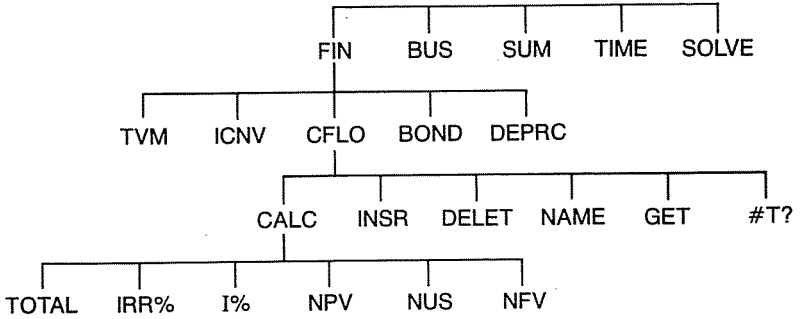 FIN BUS SUM TIME SOLVE
TVM ICNV CFLO BOND DEPRC
CALC INSR DELET NAME GET #T?
TOTAL IRR% I% NPV NUS NFV